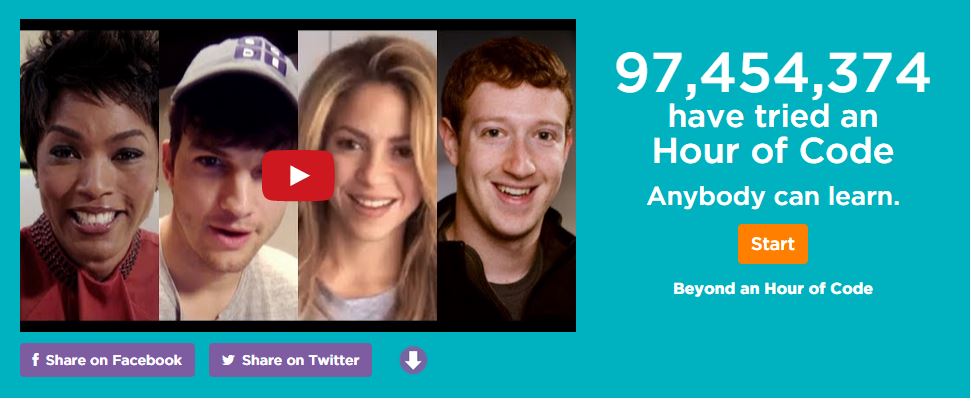 97,454,374
have tried an
Hour of Code
Anybody can learn.
Start
Beyond an Hour of Code
Share on Facebook
Share on Twitter